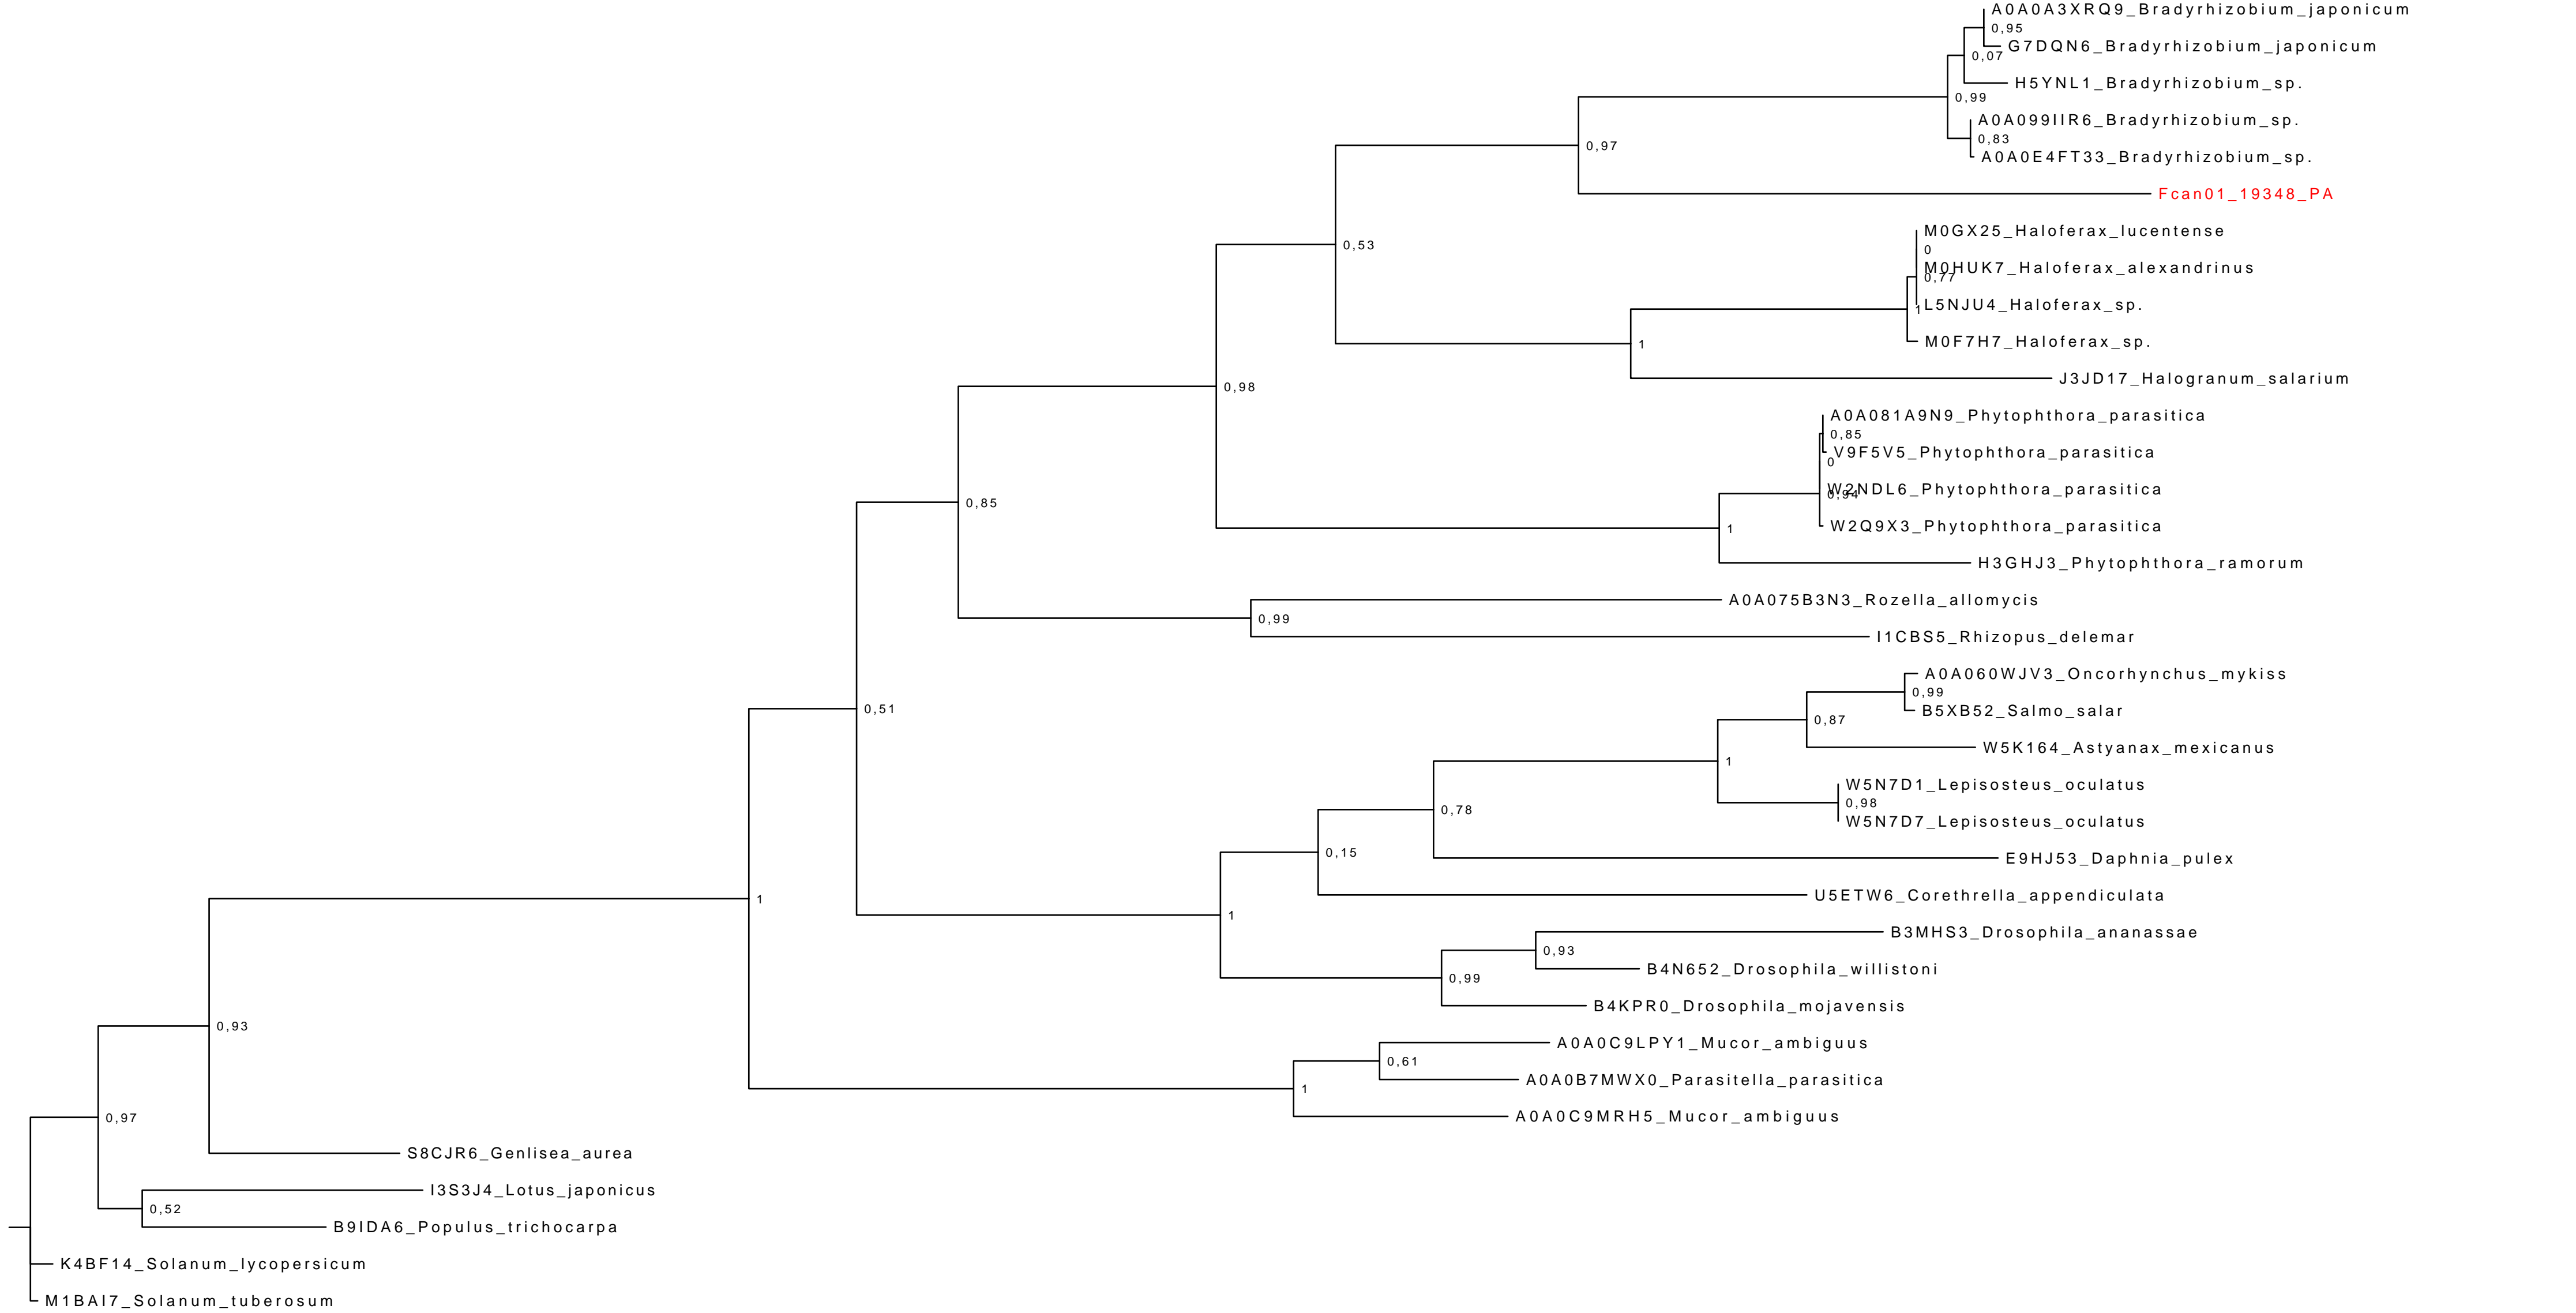 A0A0A3XRQ9_Bradyrhizobium_japonicum
0,95
G7DQN6_Bradyrhizobium_japonicum
0,07
H5YNL1_Bradyrhizobium_sp.
0,99
A0A099IIR6_Bradyrhizobium_sp.
0,83
0,97
A0A0E4FT33_Bradyrhizobium_sp.
Fcan01_19348_PA
M0GX25_Haloferax_lucentense
0,53
0
M0HUK7_Haloferax_alexandrinus
0,77
L5NJU4_Haloferax_sp.
1
M0F7H7_Haloferax_sp.
1
J3JD17_Halogranum_salarium
0,98
A0A081A9N9_Phytophthora_parasitica
0,85
V9F5V5_Phytophthora_parasitica
0
W2NDL6_Phytophthora_parasitica
0,94
0,85
W2Q9X3_Phytophthora_parasitica
1
H3GHJ3_Phytophthora_ramorum
A0A075B3N3_Rozella_allomycis
0,99
I1CBS5_Rhizopus_delemar
A0A060WJV3_Oncorhynchus_mykiss
0,99
0,51
B5XB52_Salmo_salar
0,87
W5K164_Astyanax_mexicanus
1
W5N7D1_Lepisosteus_oculatus
0,98
0,78
W5N7D7_Lepisosteus_oculatus
0,15
E9HJ53_Daphnia_pulex
U5ETW6_Corethrella_appendiculata
1
1
B3MHS3_Drosophila_ananassae
0,93
B4N652_Drosophila_willistoni
0,99
B4KPR0_Drosophila_mojavensis
0,93
A0A0C9LPY1_Mucor_ambiguus
0,61
A0A0B7MWX0_Parasitella_parasitica
1
A0A0C9MRH5_Mucor_ambiguus
0,97
S8CJR6_Genlisea_aurea
I3S3J4_Lotus_japonicus
0,52
B9IDA6_Populus_trichocarpa
K4BF14_Solanum_lycopersicum
M1BAI7_Solanum_tuberosum